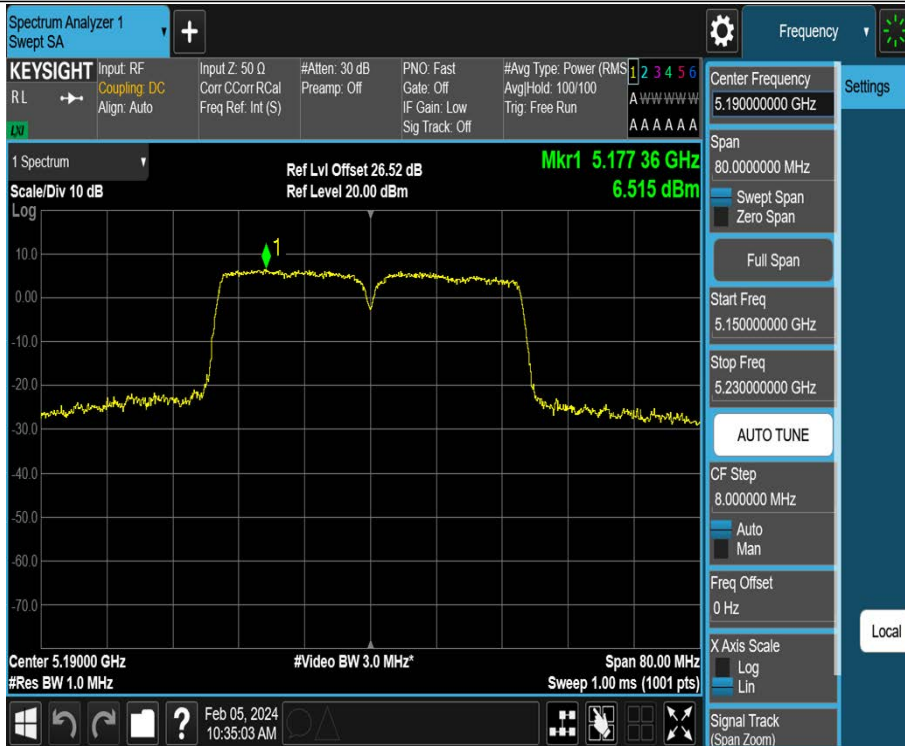 Spectrum Analyzer 1
Swept SA
+
Frequency
KEYSIGHT
R L
LXI
Input: RF
Coupling: DC
Align: Auto
Input Z: 50 Ω
Corr CCorr RCal
Freq Ref: Int (S)
#Atten: 30 dB
Preamp: Off
PNO: Fast
Gate: Off
IF Gain: Low
Sig Track: Off
#Avg Type: Power (RMS
Avg|Hold: 100/100
Trig: Free Run
1 2 3 4 5 6
A W W W W W
A A A A A A
1 Spectrum
Scale/Div 10 dB
Log
Ref Lvl Offset 26.52 dB
Ref Level 20.00 dBm
Mkr1 5.177 36 GHz
6.515 dBm
1
10.0
0.00
-10.0
-20.0
-30.0
-40.0
-50.0
-60.0
-70.0
Center 5.19000 GHz
#Res BW 1.0 MHz
#Video BW 3.0 MHz*
Span 80.00 MHz
Sweep 1.00 ms (1001 pts)
Center Frequency
5.190000000 GHz
Span
80.0000000 MHz
Swept Span
Zero Span
Full Span
Start Freq
5.150000000 GHz
Stop Freq
5.230000000 GHz
AUTO TUNE
CF Step
8.000000 MHz
Auto
Man
Freq Offset
0 Hz
X Axis Scale
Log
Lin
Signal Track
(Span Zoom)
Settings
Local
?
Feb 05, 2024
10:35:03 AM